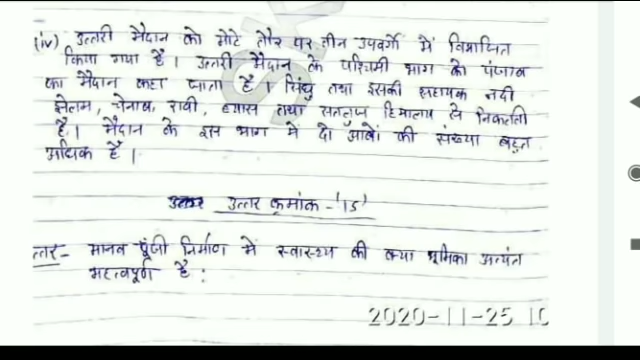 (iv) उत्तरी मैदान को मोटे तौर पर तीन उपवर्गो में विभाजित
किया गया है। उत्तरी मैदान के पश्चिमी भाग को पंजाब
का मैदान कहा जाता है। सिंधु तथा इसकी सहायक नदी
झेलम, चेनाब, रावी, ब्यास तथा सतलुज हिमालय से निकलती
है। मैदान के इस भाग में दो आबों की संख्या बहुत
अधिक है।
उत्तर क्रमांक-'15'
त्तर- मानव पूंजी निर्माण में स्वास्थ्य की क्या भूमिका अत्यंत
महत्वपूर्ण है:
2020-11-25 10